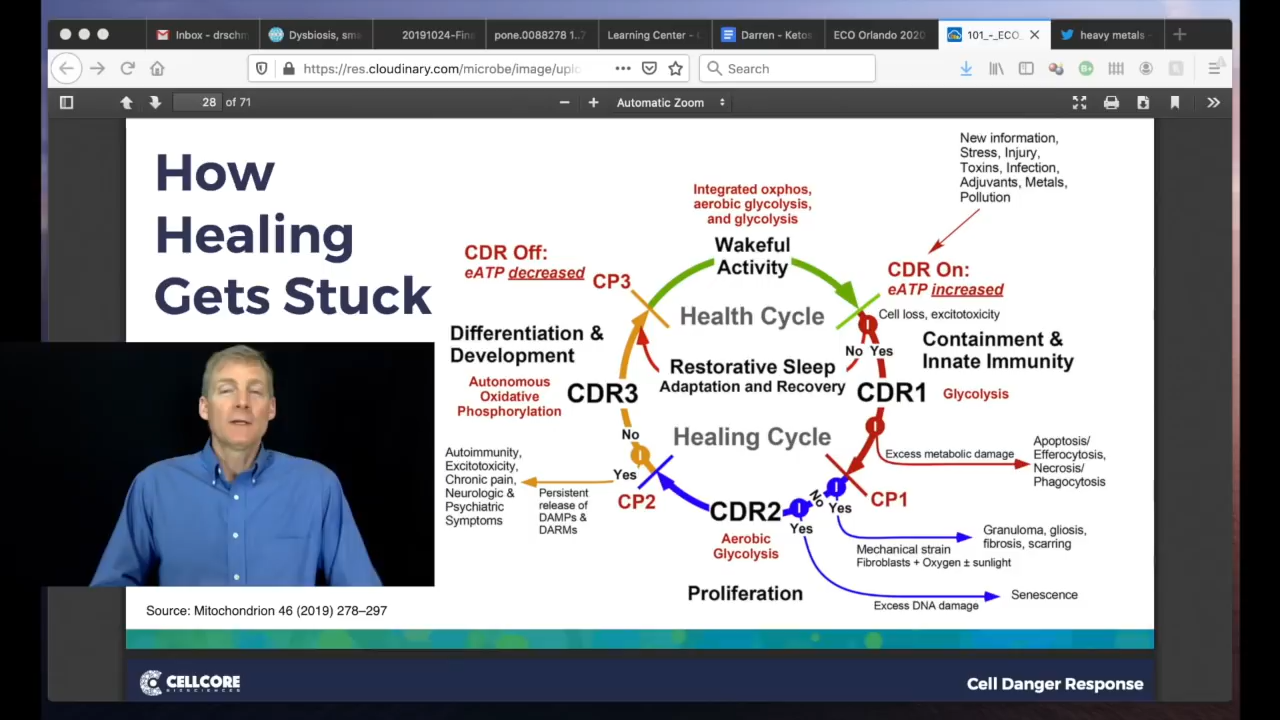 Inbox - drschm
Dysbiosis, sma
20191024-Fina
pone.0088278 1..7
Learning Center -
Darren - Ketos
ECO Orlando 2020
101_-_ECO_
heavy metals
https://res.cloudinary.com/microbe/image/uplo
Search
28 of 71
Automatic Zoom
How
Healing
Gets Stuck
New information,
Stress, Injury,
Toxins, Infection,
Adjuvants, Metals,
Pollution
Integrated oxphos,
aerobic glycolysis,
and glycolysis
Wakeful
Activity
CDR Off:
eATP decreased
CP3
CDR On:
eATP increased
Health Cycle
Cell loss, excitotoxicity
Differentiation &
Development
No Yes
Containment &
Innate Immunity
Restorative Sleep
Adaptation and Recovery
Autonomous
Oxidative
Phosphorylation
CDR3
CDR1
Glycolysis
No
Healing Cycle
Yes
Autoimmunity,
Excitotoxicity,
Chronic pain,
Neurologic &
Psychiatric
Symptoms
Persistent
release of
DAMPs &
DARMs
CP2
Excess metabolic damage
Apoptosis/
Efferocytosis,
Necrosis/
Phagocytosis
CP1
No
Yes
CDR2
Yes
Aerobic
Glycolysis
Granuloma, gliosis,
fibrosis, scarring
Mechanical strain
Fibroblasts + Oxygen ± sunlight
Proliferation
Excess DNA damage
Senescence
Source: Mitochondrion 46 (2019) 278–297
CELLCORE
BIOSCIENCES
Cell Danger Response